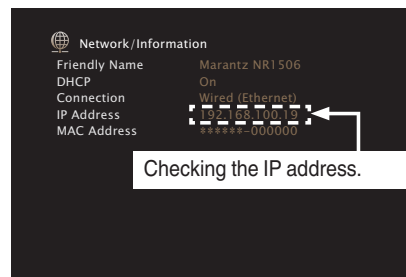 Network/Information
Friendly Name Marantz NR1506
DHCP On
Connection Wired (Ethernet)
IP Address 192.168.100.19
MAC Address ******-000000
Checking the IP address.